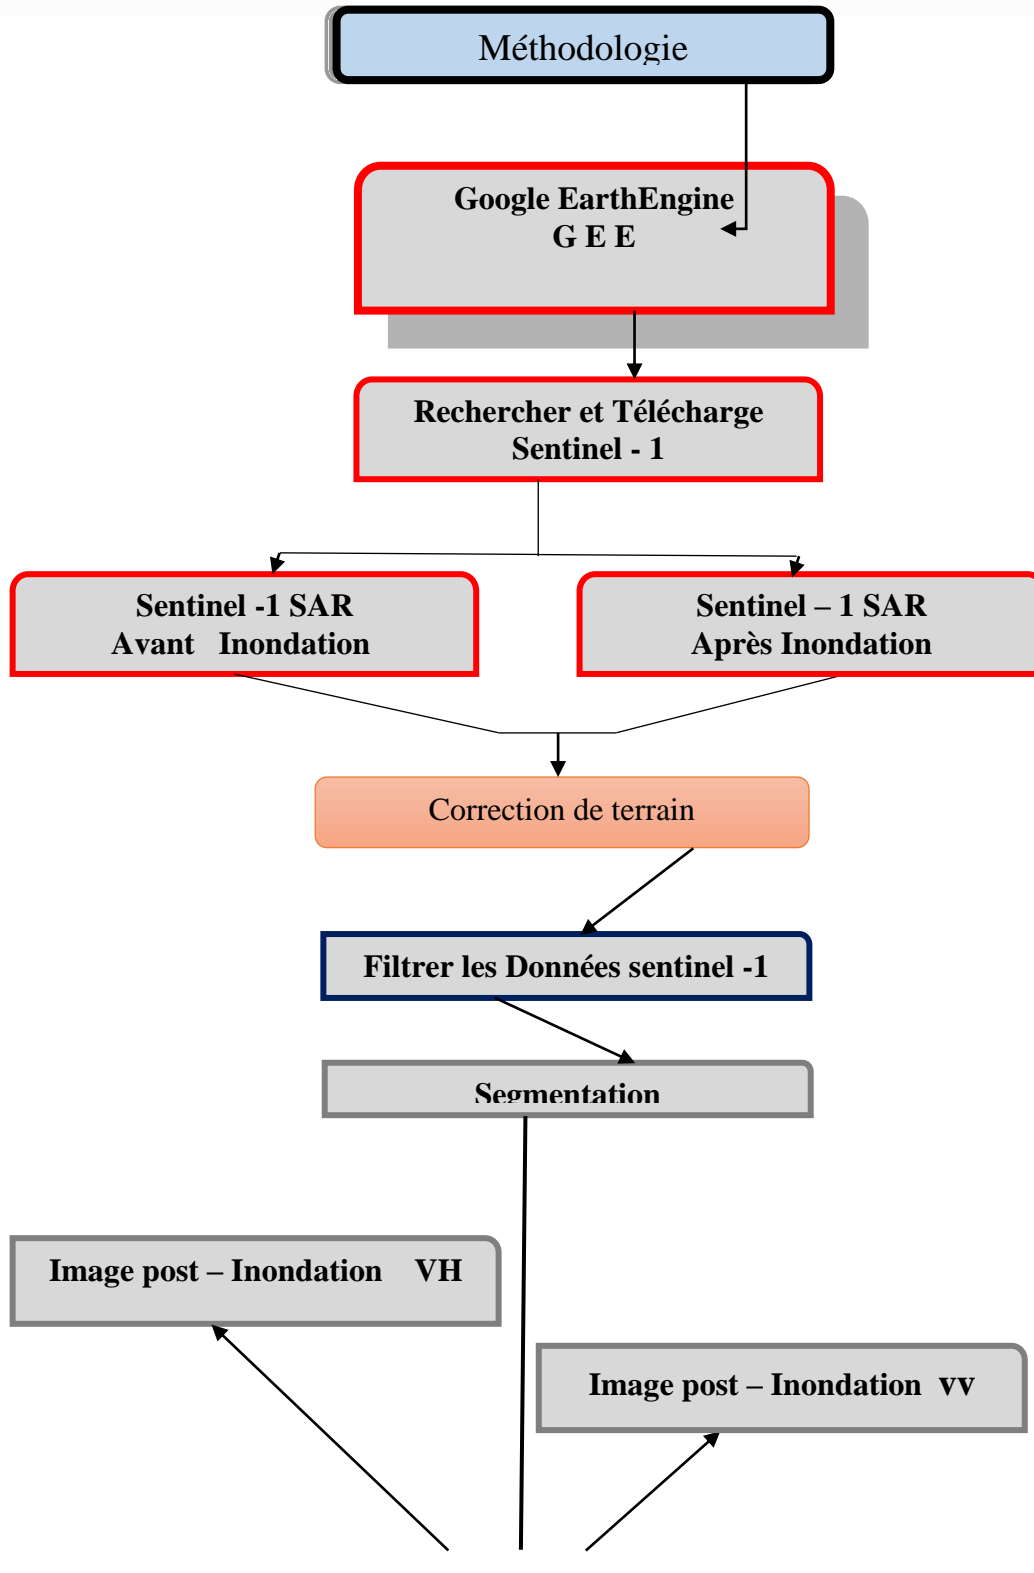 Méthodologie
Google EarthEngine
G E E
Rechercher et Télécharge
Sentinel - 1
Sentinel -1 SAR
Avant Inondation
Sentinel – 1 SAR
Après Inondation
Correction de terrain
Filtrer les Données sentinel -1
Segmentation
Image post – Inondation VH
Image post – Inondation vv